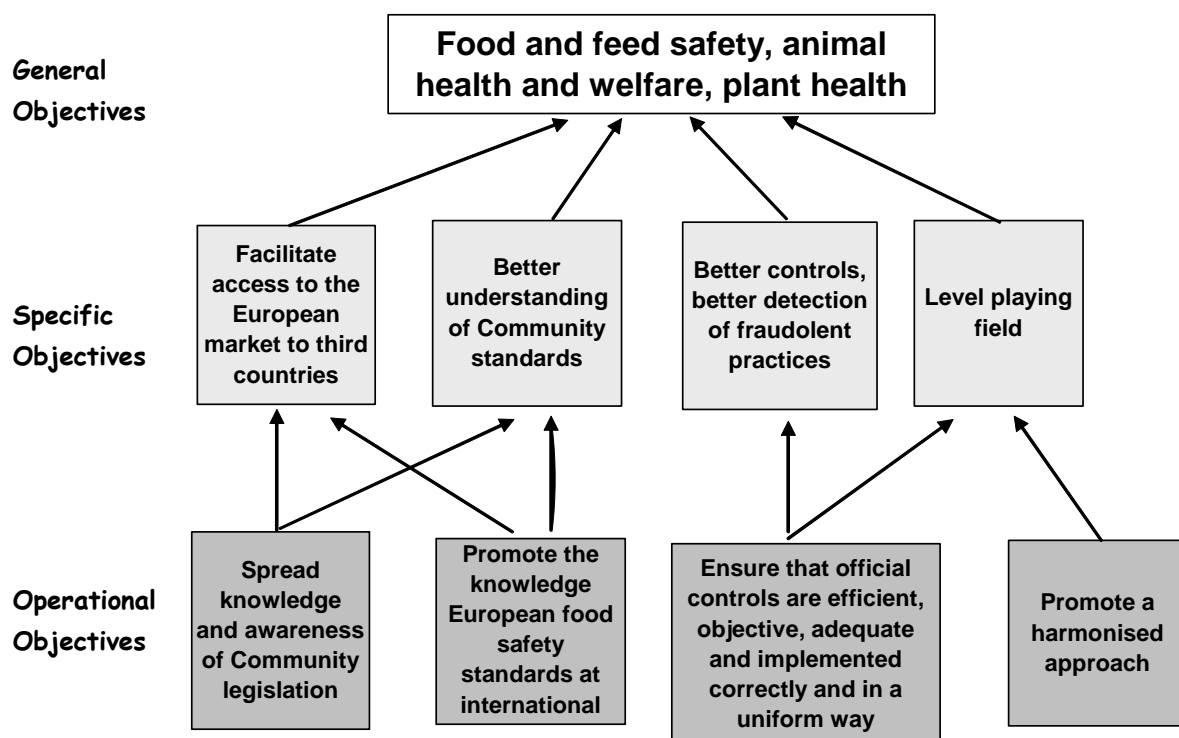 General
Objectives
Food and feed safety, animal
health and welfare, plant health
Specific
Objectives
Facilitate
access to the
European
market to third
countries
Better
understanding
of Community
standards
Better controls,
better detection
of fraudolent
practices
Level playing
field
Operational
Objectives
Spread
knowledge
and awareness
of Community
legislation
Promote the
knowledge
European food
safety
standards at
international
Ensure that official
controls are efficient,
objective, adequate
and implemented
correctly and in a
uniform way
Promote a
harmonised
approach